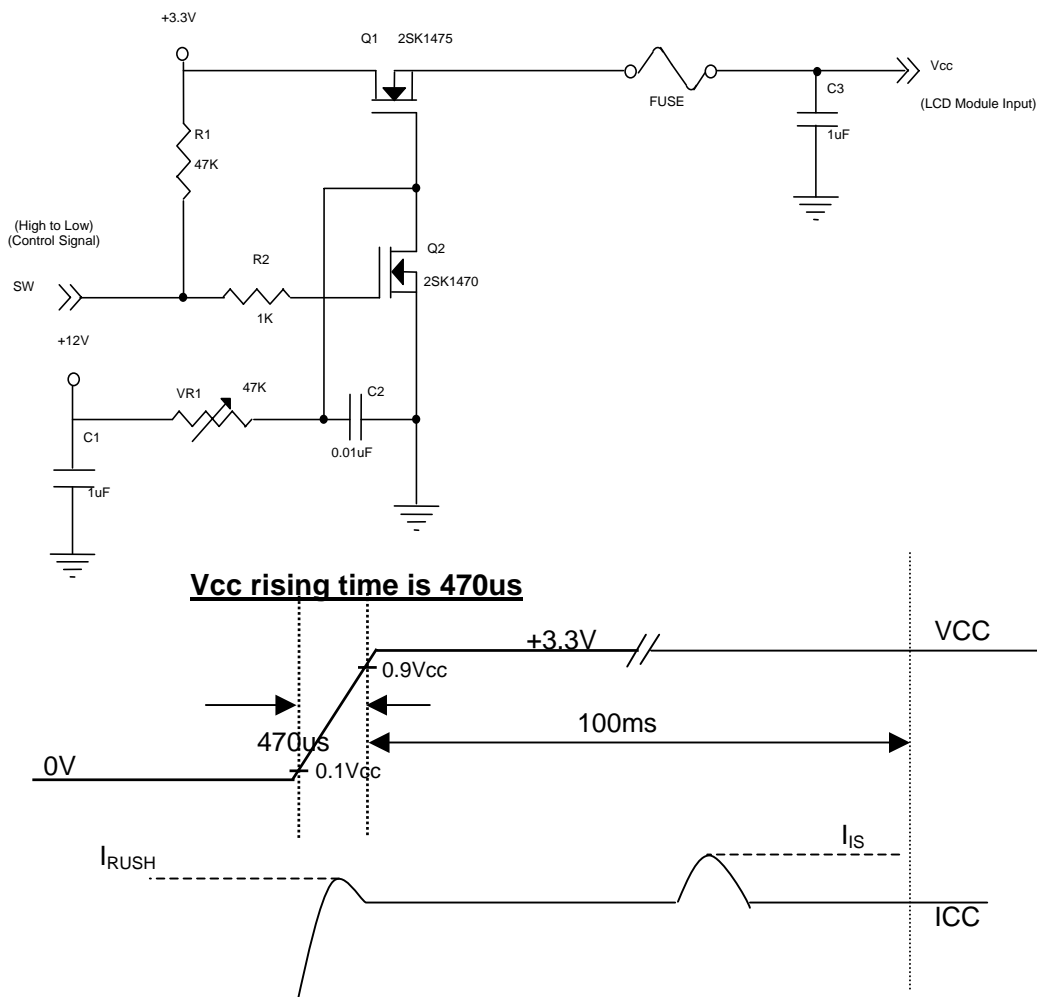 +3.3V
Q1 2SK1475
Vcc
FUSE
C3
(LCD Module Input)
1uF
R1
47K
(High to Low)
(Control Signal)
Q2
R2
2SK1470
SW
1K
+12V
VR1
47K
C2
C1
0.01uF
1uF
Vcc rising time is 470us
+3.3V
VCC
0.9Vcc
470us
100ms
0V
0.1Vcc
IRUSH
IIS
ICC